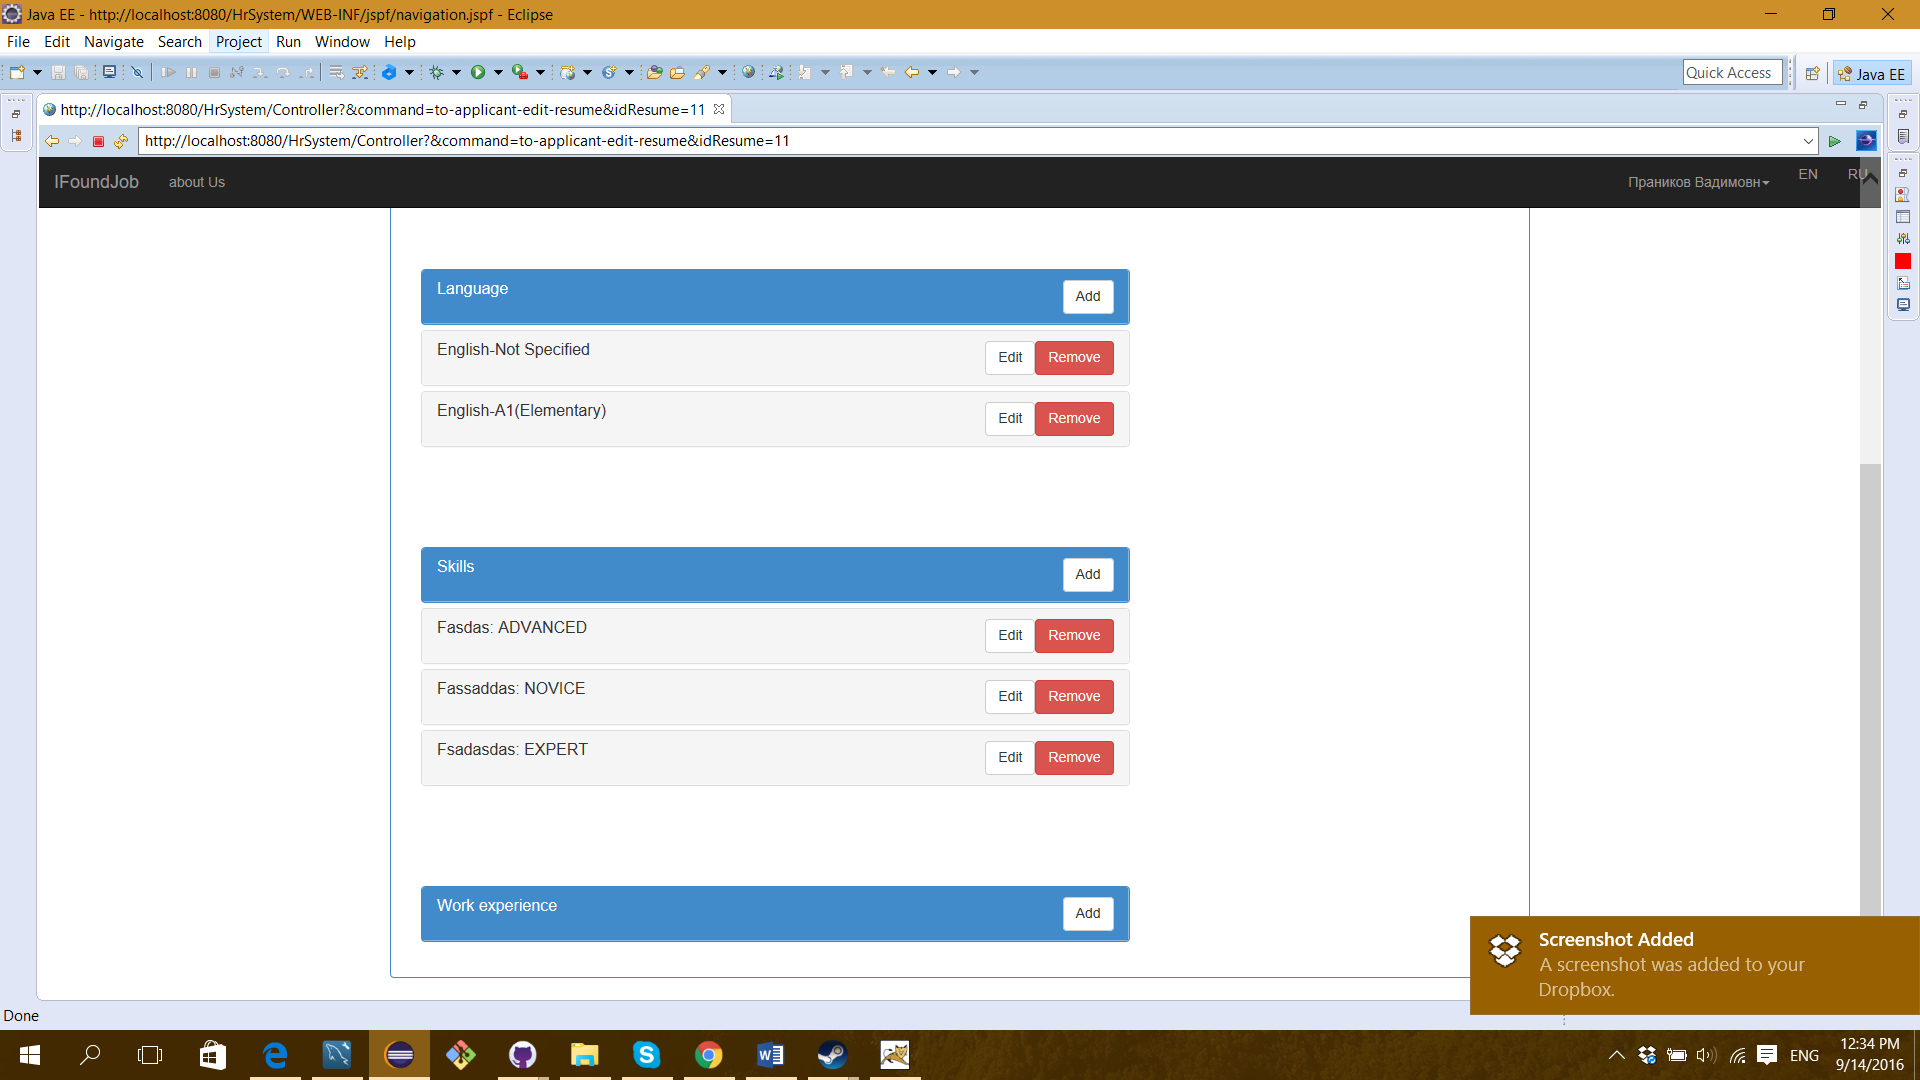 Java EE - http://localhost:8080/HrSystem/WEB-INF/jspf/navigation.jspf - Eclipse
File Edit Navigate Search Project Run Window Help
Quick Access
Java EE
http://localhost:8080/HrSystem/Controller?&command=to-applicant-edit-resume&idResume=11
http://localhost:8080/HrSystem/Controller?&command=to-applicant-edit-resume&idResume=11
IFoundJob about Us Праников Вадимовн EN RU
Language Add
English-Not Specified Edit Remove
English-A1(Elementary) Edit Remove
Skills Add
Fasdas: ADVANCED Edit Remove
Fassaddas: NOVICE Edit Remove
Fsadasdas: EXPERT Edit Remove
Work experience Add
Screenshot Added
A screenshot was added to your
Dropbox.
Done
ENG
12:34 PM
9/14/2016